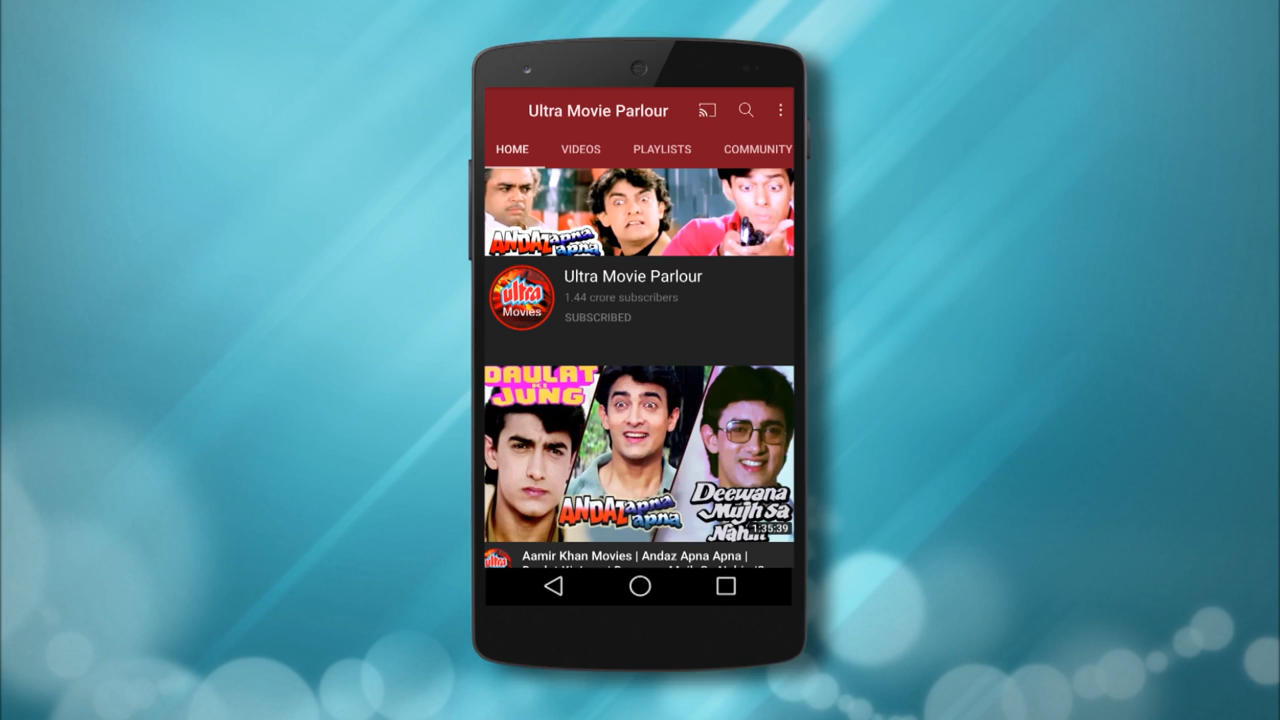 Ultra Movie Parlour
HOME VIDEOS PLAYLISTS COMMUNITY
ANDAZ apna apna
Ultra Movie Parlour
ultra Movies
1.44 crore subscribers
SUBSCRIBED
DAULAT
KI
JUNG
ANDAZ apna apna
Deewana
Mujh Sa
Nahin
1:35:39
ultra
Aamir Khan Movies | Andaz Apna Apna |